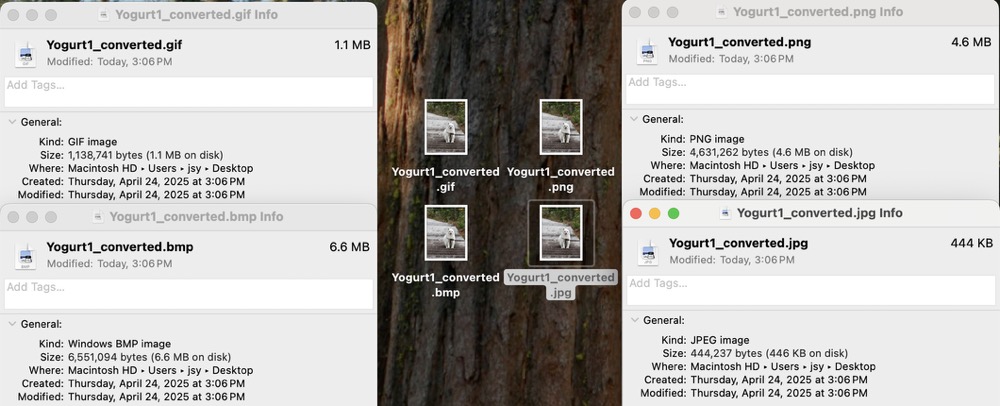 Yogurt1_converted.gif Info
Yogurt1_converted.gif 1.1 MB
Modified: Today, 3:06 PM
Add Tags...
General:
Kind: GIF image
Size: 1,138,741 bytes (1.1 MB on disk)
Where: Macintosh HD ▸ Users ▸ jsy ▸ Desktop
Created: Thursday, April 24, 2025 at 3:06 PM
Modified: Thursday, April 24, 2025 at 3:06 PM
Yogurt1_converted.bmp Info
Yogurt1_converted.bmp 6.6 MB
Modified: Today, 3:06 PM
Add Tags...
General:
Kind: Windows BMP image
Size: 6,551,094 bytes (6.6 MB on disk)
Where: Macintosh HD ▸ Users ▸ jsy ▸ Desktop
Created: Thursday, April 24, 2025 at 3:06 PM
Modified: Thursday, April 24, 2025 at 3:06 PM
Yogurt1_converted
.gif
Yogurt1_converted
.png
Yogurt1_converted
.bmp
Yogurt1_converted
.jpg
Yogurt1_converted.png Info
Yogurt1_converted.png 4.6 MB
Modified: Today, 3:06 PM
Add Tags...
General:
Kind: PNG image
Size: 4,631,262 bytes (4.6 MB on disk)
Where: Macintosh HD ▸ Users ▸ jsy ▸ Desktop
Created: Thursday, April 24, 2025 at 3:06 PM
Modified: Thursday, April 24, 2025 at 3:06 PM
Yogurt1_converted.jpg Info
Yogurt1_converted.jpg 444 KB
Modified: Today, 3:06 PM
Add Tags...
General:
Kind: JPEG image
Size: 444,237 bytes (446 KB on disk)
Where: Macintosh HD ▸ Users ▸ jsy ▸ Desktop
Created: Thursday, April 24, 2025 at 3:06 PM
Modified: Thursday, April 24, 2025 at 3:06 PM